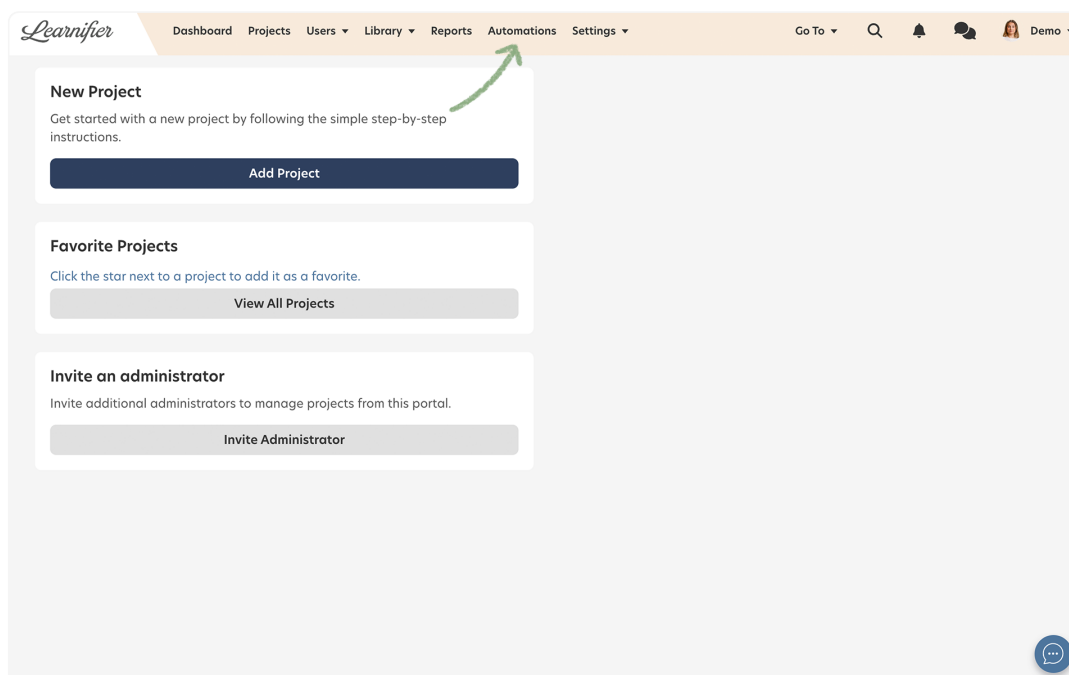 Learnifier
Dashboard Projects Users Library Reports Automations Settings Go To Demo
New Project
Get started with a new project by following the simple step-by-step
instructions.
Add Project
Favorite Projects
Click the star next to a project to add it as a favorite.
View All Projects
Invite an administrator
Invite additional administrators to manage projects from this portal.
Invite Administrator